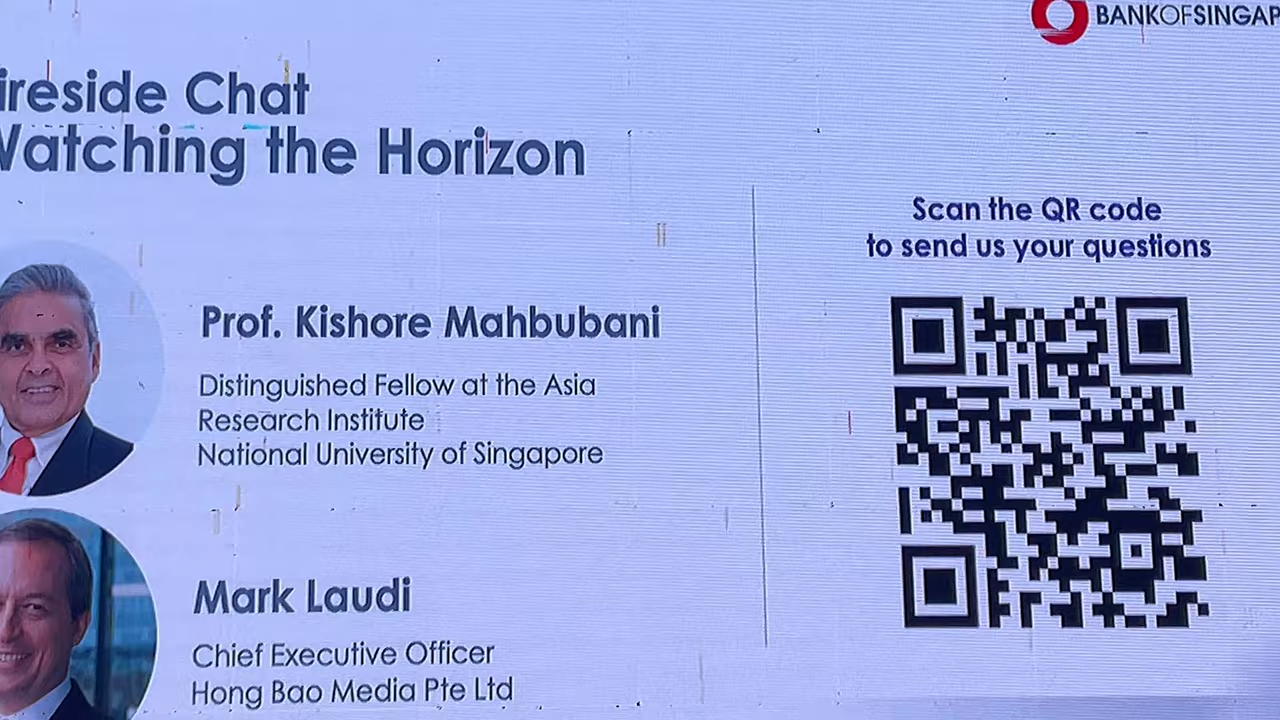 BANKOFSINGAP
ireside Chat
Watching the Horizon
Scan the QR code
to send us your questions
Prof. Kishore Mahbubani
Distinguished Fellow at the Asia
Research Institute
National University of Singapore
Mark Laudi
Chief Executive Officer
Hong Bao Media Pte Ltd